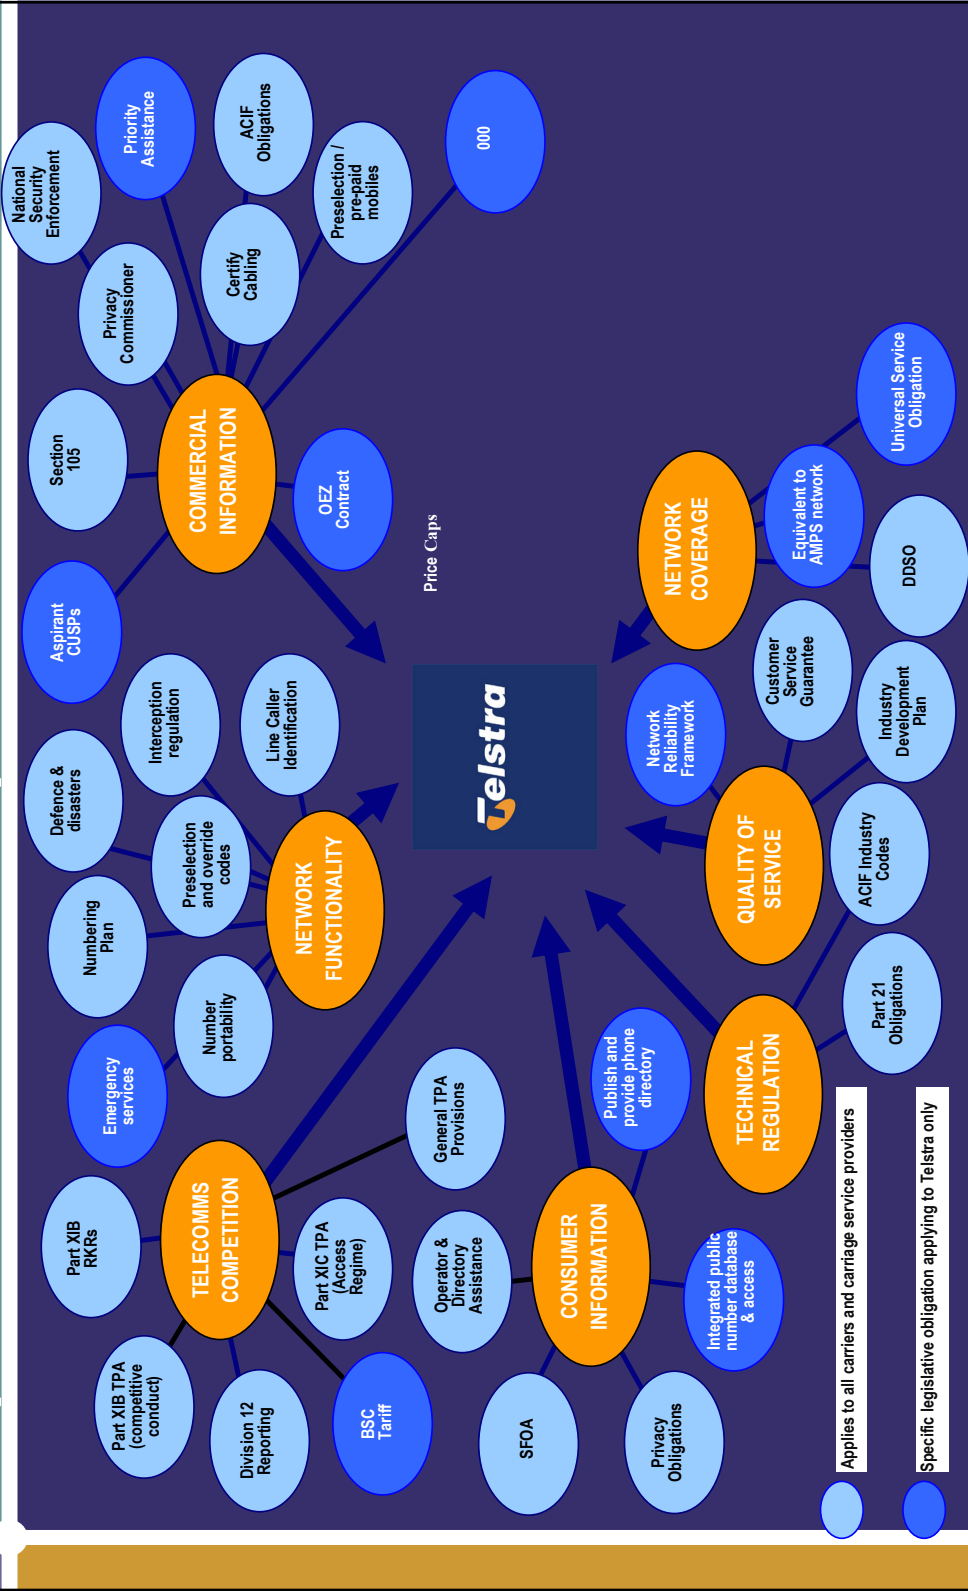 Part XIB TPA
(competitive
conduct)
Part XIB
RKRs
Division 12
Reporting
BSC
Tariff
TELECOMMS
COMPETITION
Part XIC TPA
(Access
Regime)
General TPA
Provisions
Emergency
services
Numbering
Plan
Defence &
disasters
Number
portability
Preselection
and override
codes
Interception
regulation
Line Caller
Identification
NETWORK
FUNCTIONALITY
Aspirant
CUSPs
Section
105
Privacy
Commissioner
National
Security
Enforcement
Priority
Assistance
COMMERCIAL
INFORMATION
Certify
Cabling
ACIF
Obligations
Preselection /
pre-paid
mobiles
OEZ
Contract
000
Price Caps
Telstra
SFOA
Operator &
Directory
Assistance
CONSUMER
INFORMATION
Privacy
Obligations
Publish and
provide phone
directory
Integrated public
number database
& access
TECHNICAL
REGULATION
Part 21
Obligations
ACIF Industry
Codes
Network
Reliability
Framework
QUALITY OF
SERVICE
Customer
Service
Guarantee
Industry
Development
Plan
NETWORK
COVERAGE
Equivalent to
AMPS network
DDSO
Universal Service
Obligation
Applies to all carriers and carriage service providers
Specific legislative obligation applying to Telstra only